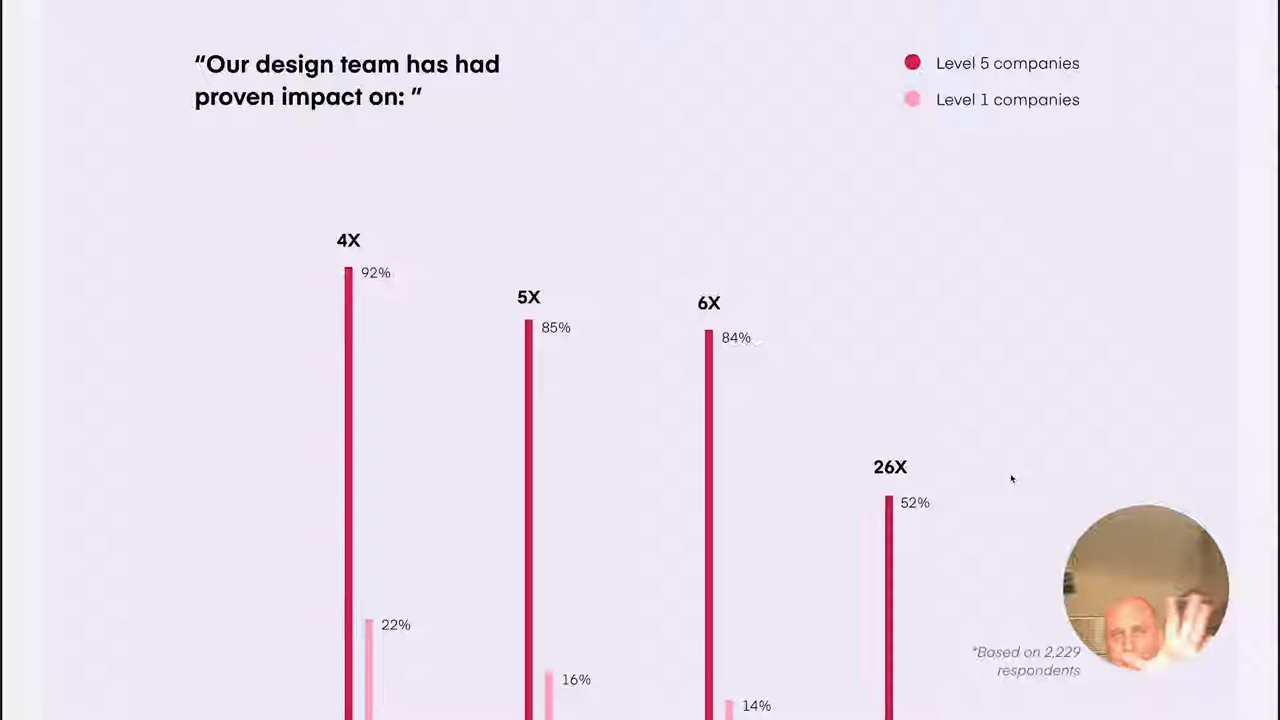 “Our design team has had
proven impact on: ”
Level 5 companies
Level 1 companies
4X
92%
5X
85%
6X
84%
26X
52%
22%
16%
14%
*Based on 2,229
respondents